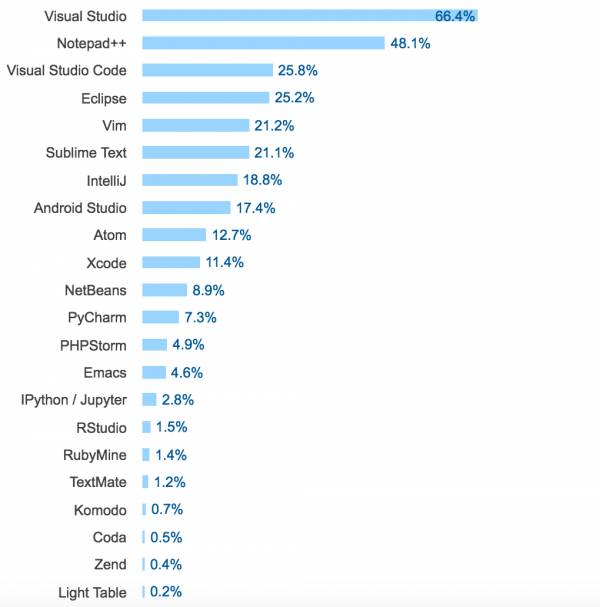 Visual Studio 66.4%
Notepad++ 48.1%
Visual Studio Code 25.8%
Eclipse 25.2%
Vim 21.2%
Sublime Text 21.1%
IntelliJ 18.8%
Android Studio 17.4%
Atom 12.7%
Xcode 11.4%
NetBeans 8.9%
PyCharm 7.3%
PHPStorm 4.9%
Emacs 4.6%
IPython / Jupyter 2.8%
RStudio 1.5%
RubyMine 1.4%
TextMate 1.2%
Komodo 0.7%
Coda 0.5%
Zend 0.4%
Light Table 0.2%